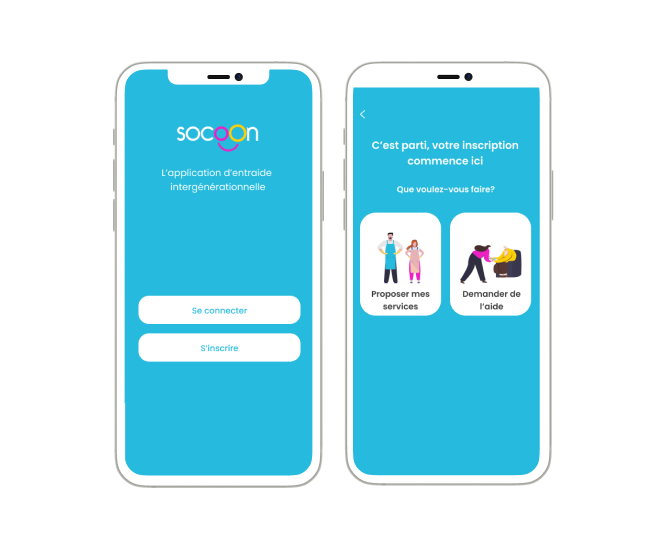 socoon
L'application d'entraide
intergénérationnelle
Se connecter
S'inscrire
C'est parti, votre inscription
commence ici
Que voulez-vous faire?
Proposer mes
services
Demander de
l'aide